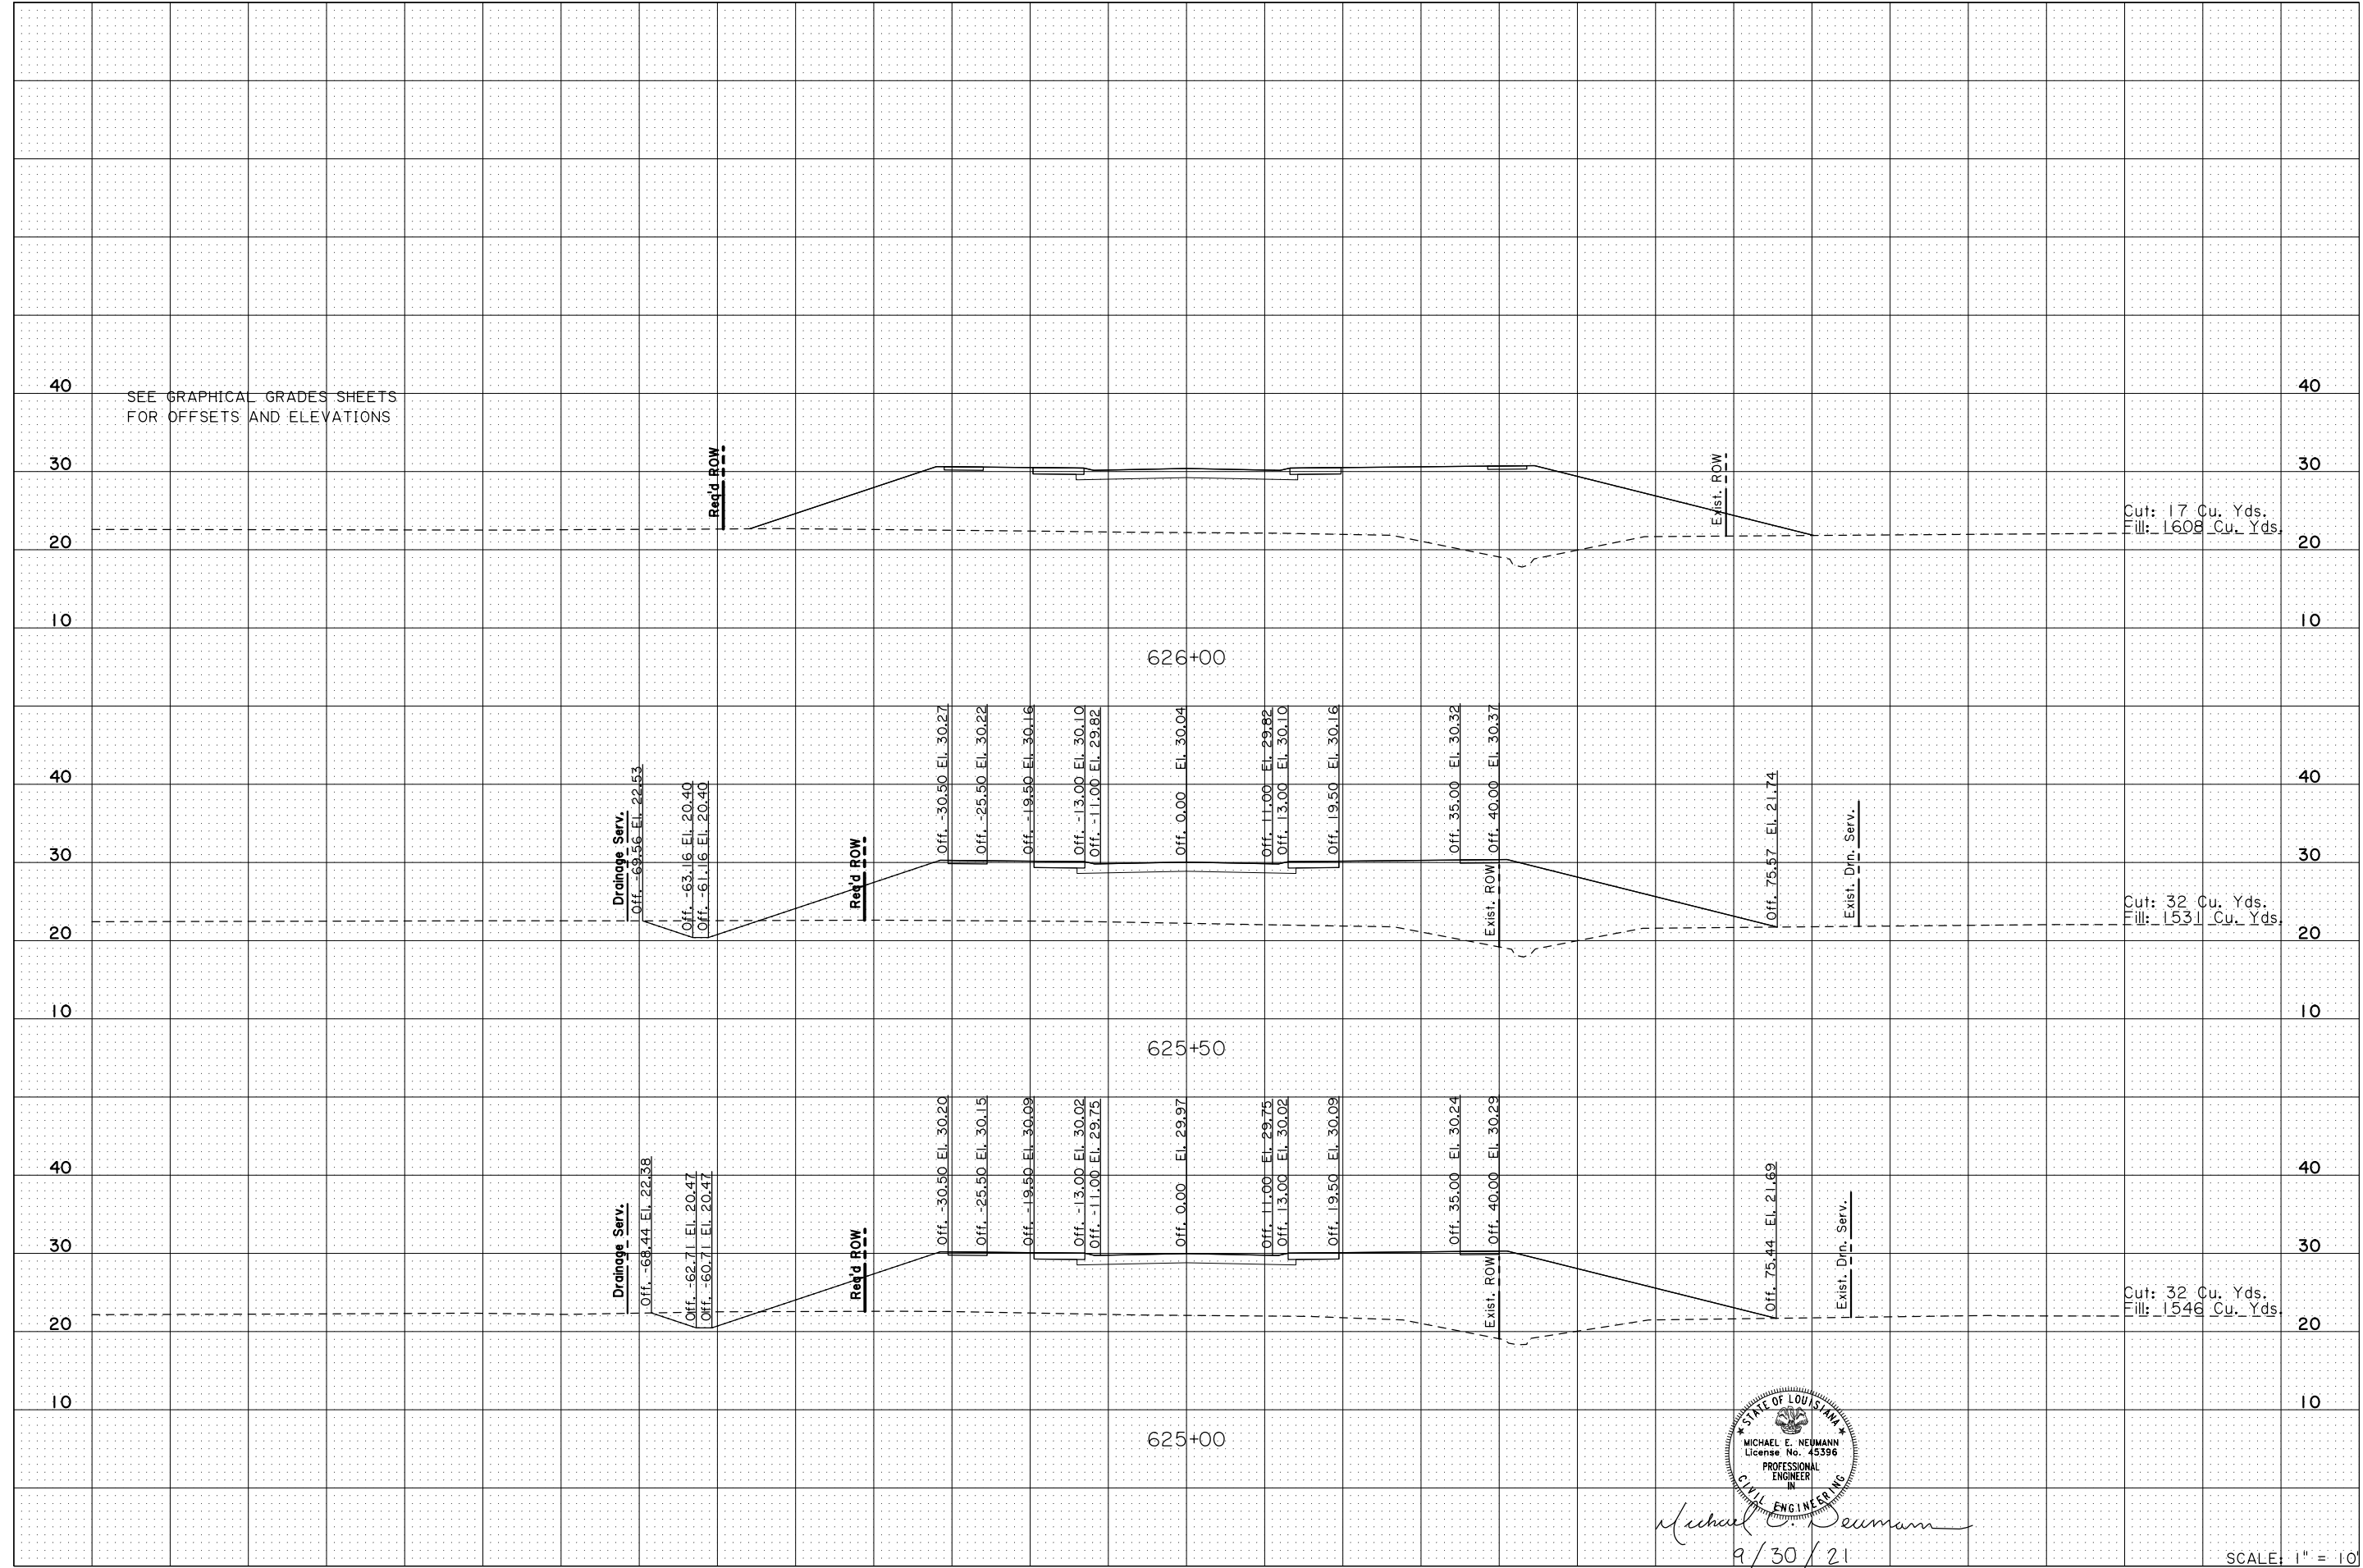 40
40
SEE GRAPHICAL GRADES SHEETS
FOR OFFSETS AND ELEVATIONS
Req'd ROW
Exist. ROW
30
30
Cut: 17 Cu. Yds.
Fill: 1608 Cu. Yds.
20
20
10
10
626+00
Drainage Serv.
Off. -69.56 El. 22.53
Off. -63.16 El. 20.40
Off. -61.16 El. 20.40
Req'd ROW
Off. -30.50 El. 30.27
Off. -25.50 El. 30.22
Off. -19.50 El. 30.16
Off. -13.00 El. 30.10
Off. -11.00 El. 29.82
Off. 0.00 El. 30.04
Off. 11.00 El. 29.82
Off. 13.00 El. 30.10
Off. 19.50 El. 30.16
Off. 35.00 El. 30.32
Off. 40.00 El. 30.37
Exist. ROW
Off. 75.57 El. 21.74
Exist. Drn. Serv.
40
40
30
30
Cut: 32 Cu. Yds.
Fill: 1531 Cu. Yds.
20
20
10
10
625+50
Drainage Serv.
Off. -68.44 El. 22.38
Off. -62.71 El. 20.47
Off. -60.71 El. 20.47
Req'd ROW
Off. -30.50 El. 30.20
Off. -25.50 El. 30.15
Off. -19.50 El. 30.09
Off. -13.00 El. 30.02
Off. -11.00 El. 29.75
Off. 0.00 El. 29.97
Off. 11.00 El. 29.75
Off. 13.00 El. 30.02
Off. 19.50 El. 30.09
Off. 35.00 El. 30.24
Off. 40.00 El. 30.29
Exist. ROW
Off. 75.44 El. 21.69
Exist. Drn. Serv.
40
40
30
30
Cut: 32 Cu. Yds.
Fill: 1546 Cu. Yds.
20
20
10
10
625+00
STATE OF LOUISIANA
MICHAEL E. NEUMANN
License No. 45396
PROFESSIONAL
ENGINEER
IN
CIVIL ENGINEERING
Michael E. Neumann
9/30/21
SCALE: 1" = 10'